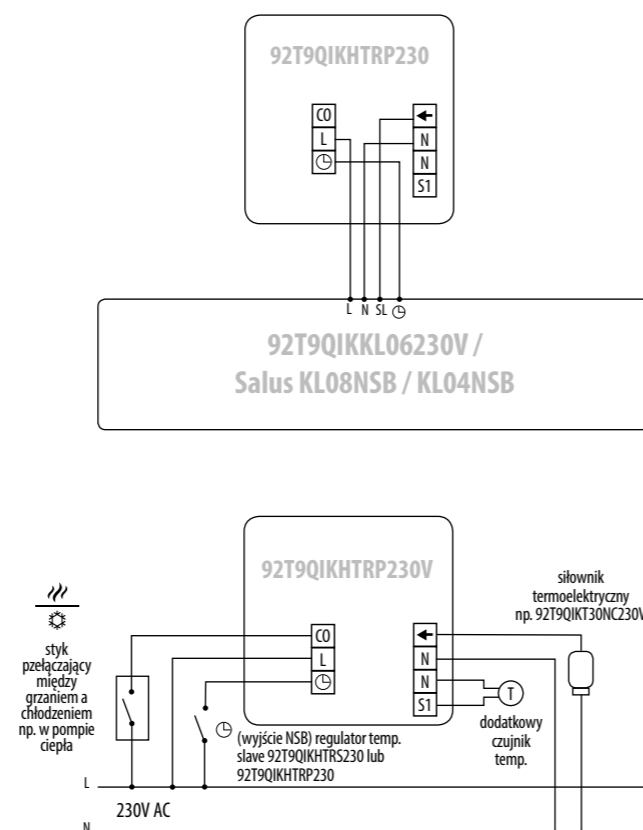 92T9QIKHTRP230
CO
L
N
N
S1
L N SL
92T9QIKKL06230V /
Salus KL08NSB / KL04NSB
92T9QIKHTRP230V
CO
L
N
N
S1
siłownik
termoelektryczny
np. 92T9QIKT30NC230V
styk
pzełączający
między
grzaniem a
chłodzeniem
np. w pompie
ciepła
T
dodatkowy
czujnik
temp.
(wyjście NSB) regulator temp.
slave 92T9QIKHTRS230 lub
92T9QIKHTRP230
L
230V AC
N